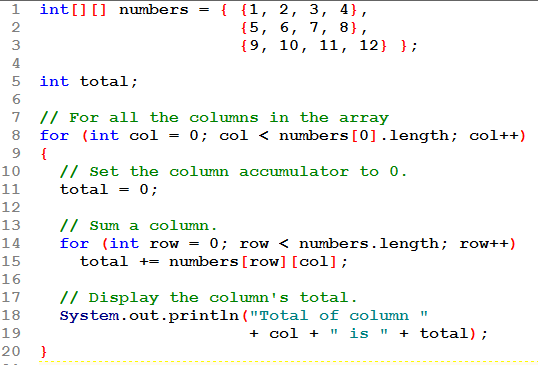 1 int[][] numbers = { {1, 2, 3, 4},
2 {5, 6, 7, 8},
3 {9, 10, 11, 12} };
4
5 int total;
6
7 // For all the columns in the array
8 for (int col = 0; col < numbers[0].length; col++)
9 {
10 // Set the column accumulator to 0.
11 total = 0;
12
13 // Sum a column.
14 for (int row = 0; row < numbers.length; row++)
15 total += numbers[row][col];
16
17 // Display the column's total.
18 System.out.println("Total of column "
19 + col + " is " + total);
20 }